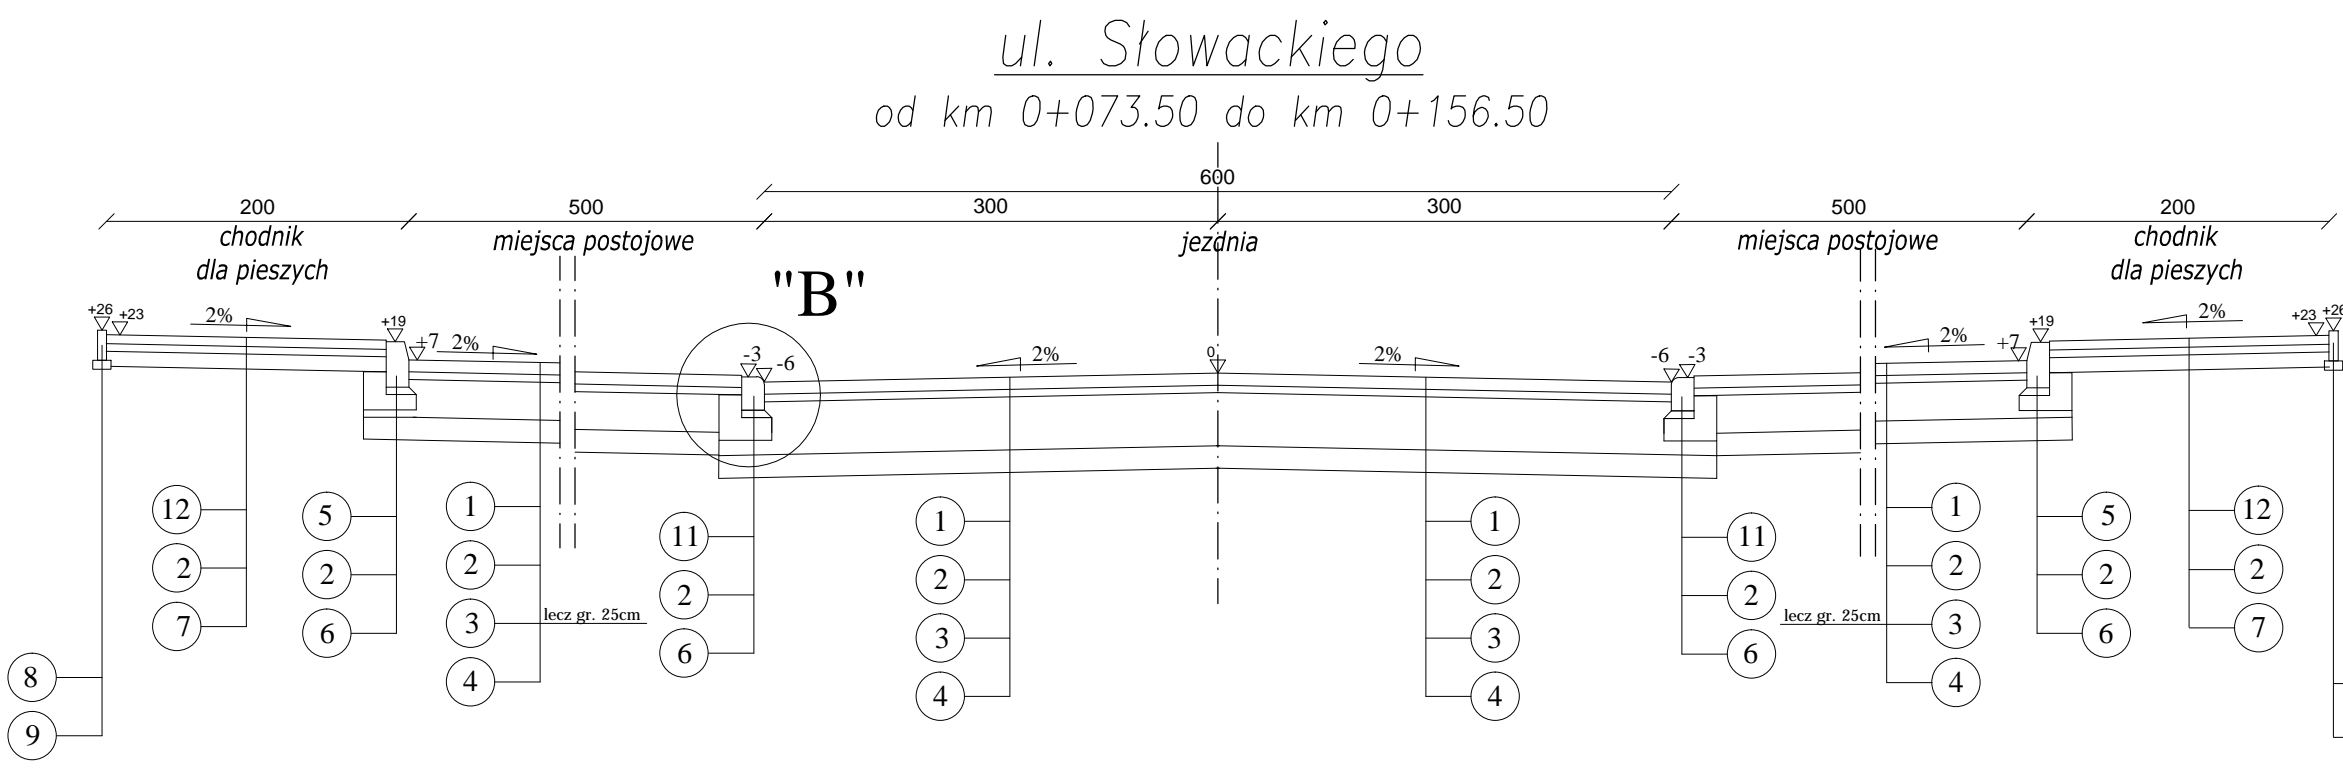 ul. Słowackiego
od km 0+073.50 do km 0+156.50
600
200 500 300 300 500 200
chodnik miejsca postojowe jezdnia miejsca postojowe chodnik
dla pieszych dla pieszych
"B"
+26 +23 2% +19 +7 2% -3 -6 2% 0 2% -6 -3 2% +7 +19 2% +23 +26
12 5 1 11 1 1 11 1 5 12
2 2 2 2 2 2 2 2 2 2
7 6 3 lecz gr. 25cm 6 3 3 6 lecz gr. 25cm 3 6 7
8 4 4 4 4
9